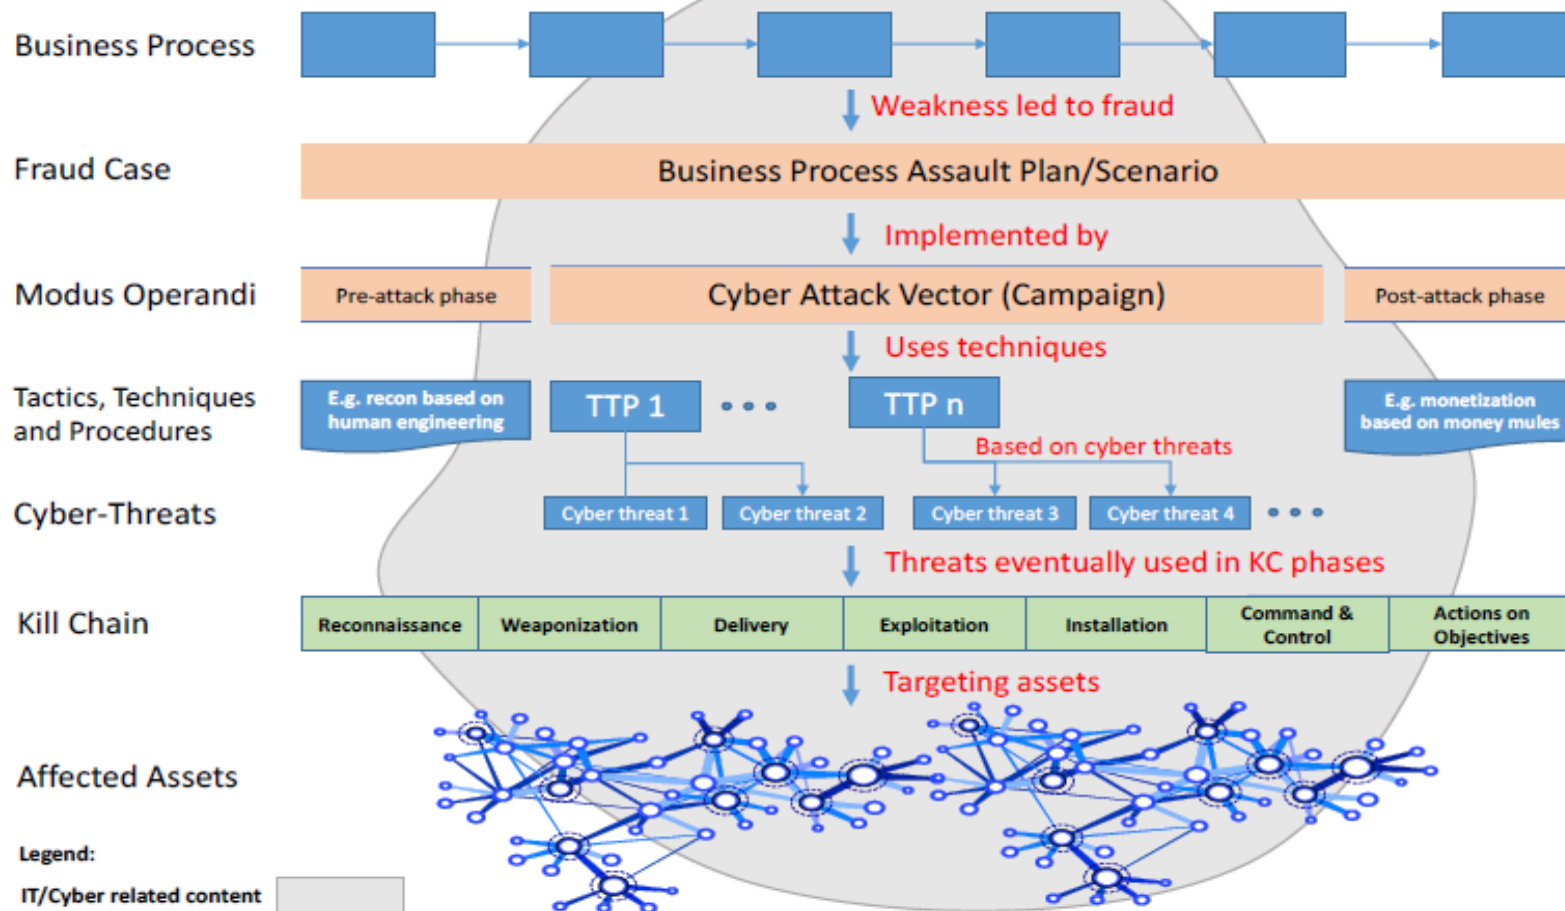 Business Process
Weakness led to fraud
Fraud Case
Business Process Assault Plan/Scenario
Implemented by
Modus Operandi
Pre-attack phase
Cyber Attack Vector (Campaign)
Post-attack phase
Uses techniques
Tactics, Techniques
and Procedures
E.g. recon based on
human engineering
TTP 1
TTP n
E.g. monetization
based on money mules
Based on cyber threats
Cyber-Threats
Cyber threat 1
Cyber threat 2
Cyber threat 3
Cyber threat 4
Threats eventually used in KC phases
Kill Chain
Reconnaissance
Weaponization
Delivery
Exploitation
Installation
Command &
Control
Actions on
Objectives
Targeting assets
Affected Assets
Legend:
IT/Cyber related content